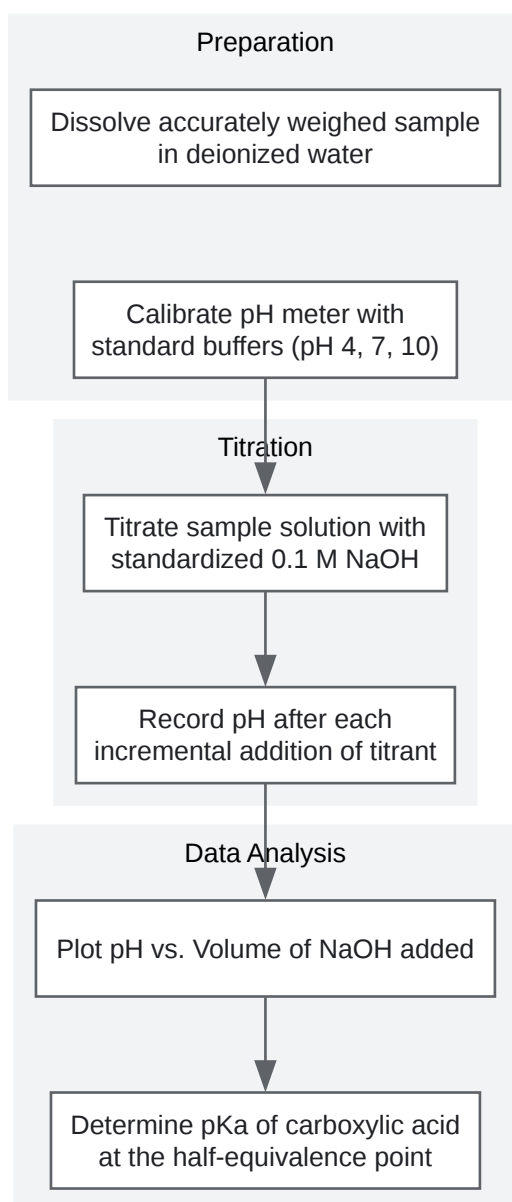 Preparation
Dissolve accurately weighed sample
in deionized water
Calibrate pH meter with
standard buffers (pH 4, 7, 10)
Titration
Titrate sample solution with
standardized 0.1 M NaOH
Record pH after each
incremental addition of titrant
Data Analysis
Plot pH vs. Volume of NaOH added
Determine pKa of carboxylic acid
at the half-equivalence point